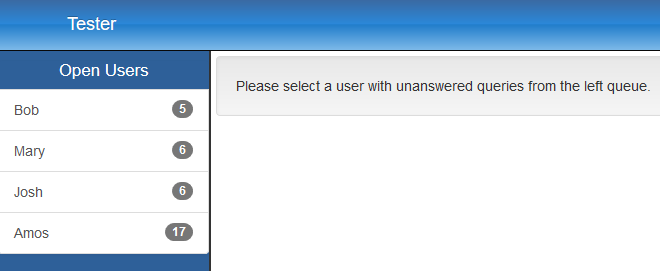 Tester
Open Users
Bob 5
Mary 6
Josh 6
Amos 17
Please select a user with unanswered queries from the left queue.